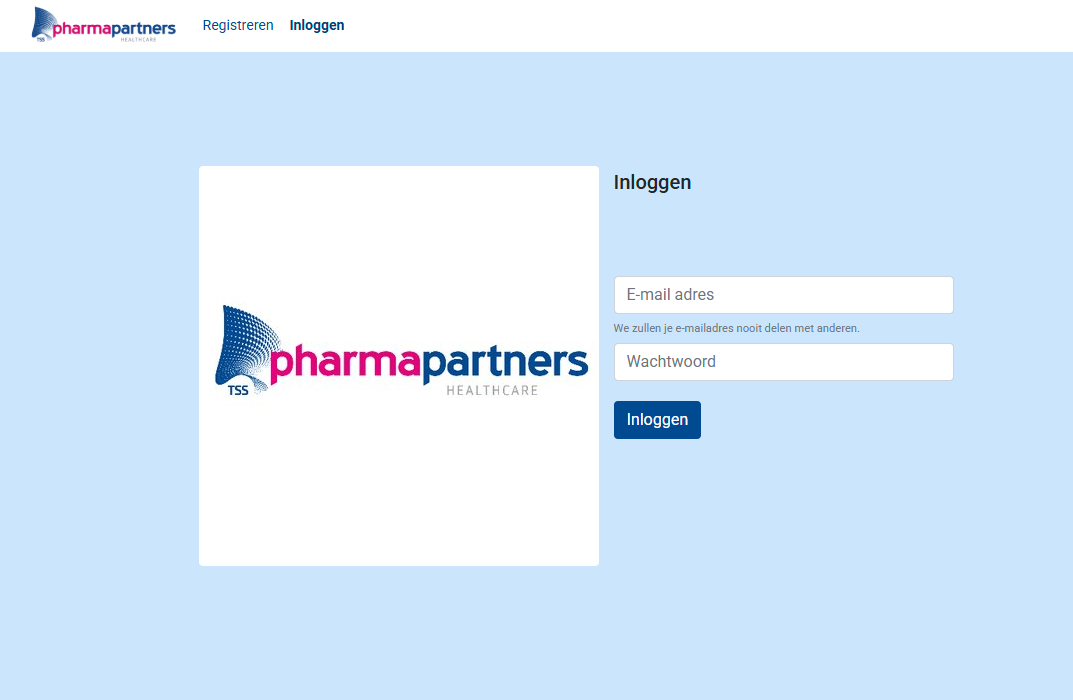 TSS pharmapartners HEALTHCARE
Registreren
Inloggen
Inloggen
pharmapartners
TSS
HEALTHCARE
E-mail adres
We zullen je e-mailadres nooit delen met anderen.
Wachtwoord
Inloggen